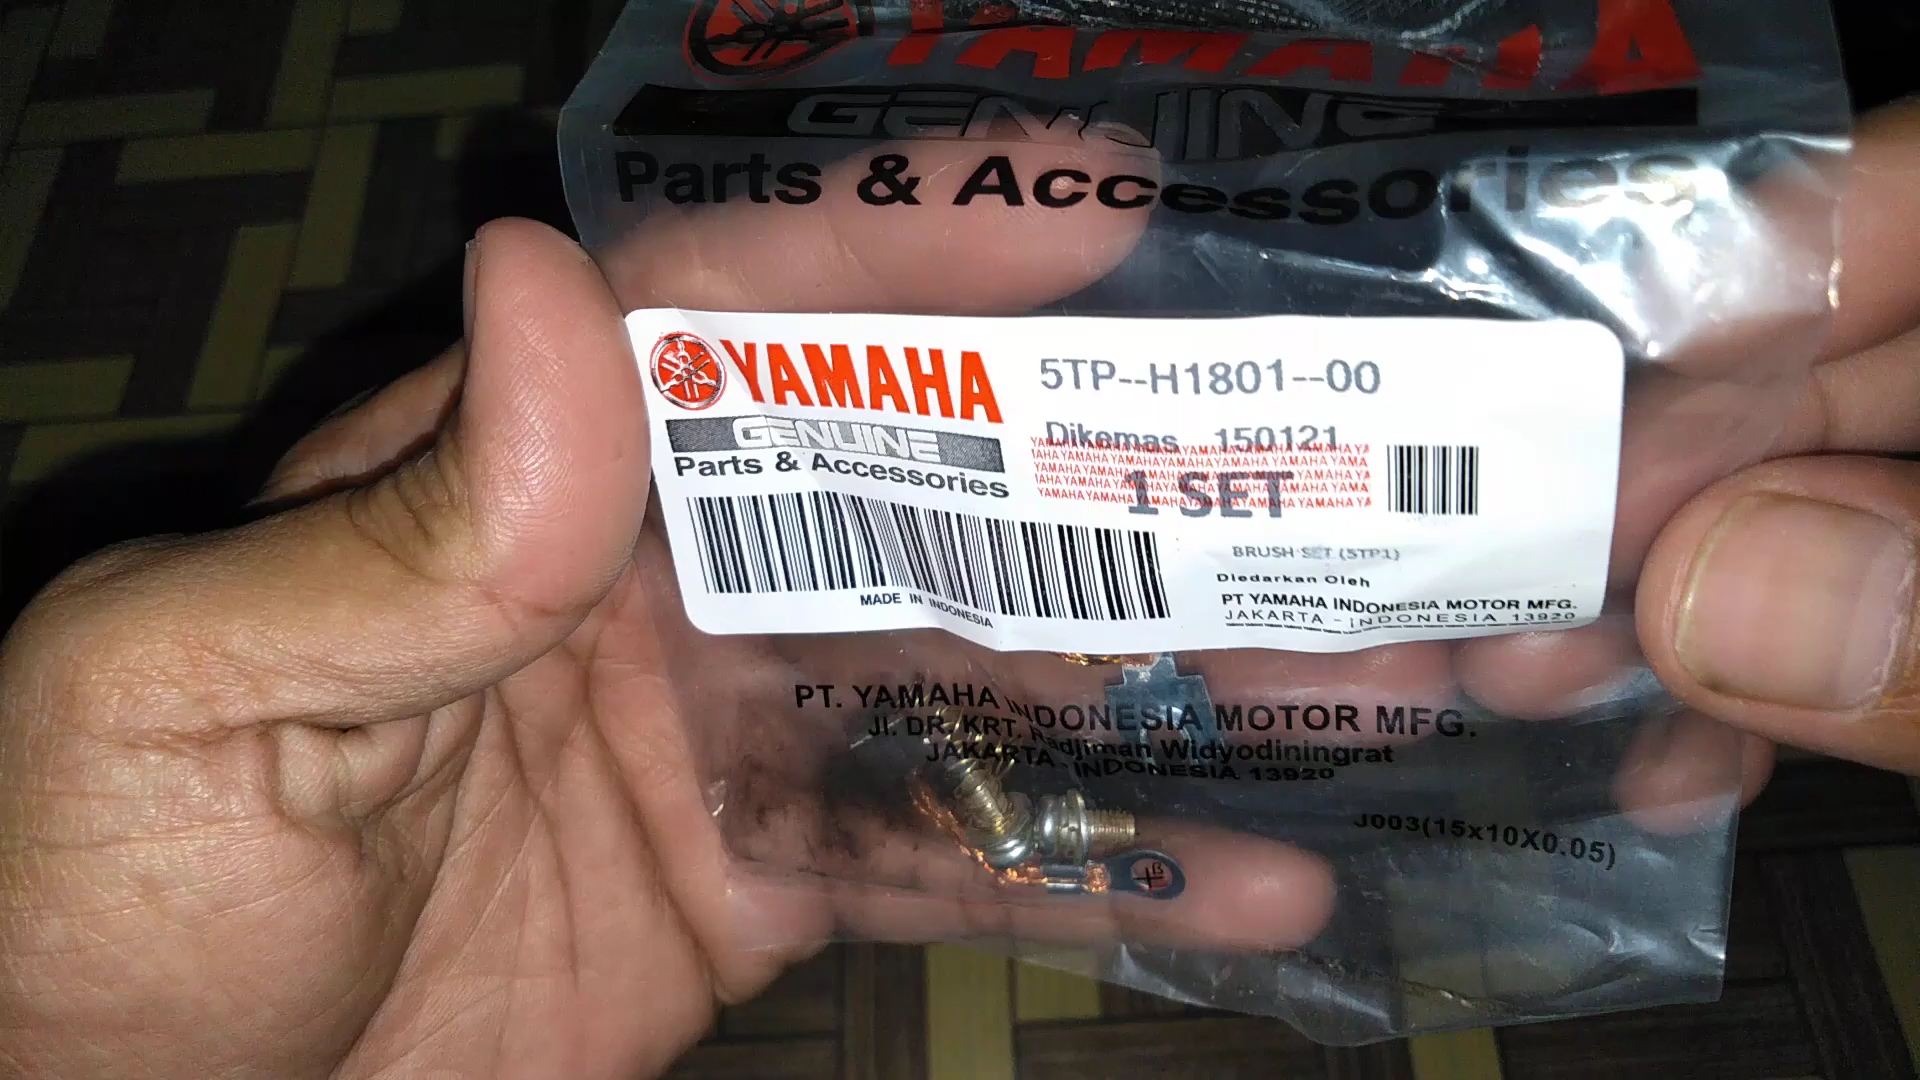 YAMAHA
GENUINE
Parts & Accessories
YAMAHA
GENUINE
Parts & Accessories
MADE IN INDONESIA
5TP--H1801--00
Dikemas 150121
YAMAHAYAMAHAYAMAHAYAMAHAYAMAHAYA
1 SET
BRUSH SET (5TP1)
Diedarkan Oleh
PT YAMAHA INDONESIA MOTOR MFG.
JAKARTA - INDONESIA 13920
PT. YAMAHA INDONESIA MOTOR MFG.
Jl. DR. KRT. Radjiman Widyodiningrat
JAKARTA - INDONESIA 13920
J003(15x10X0.05)